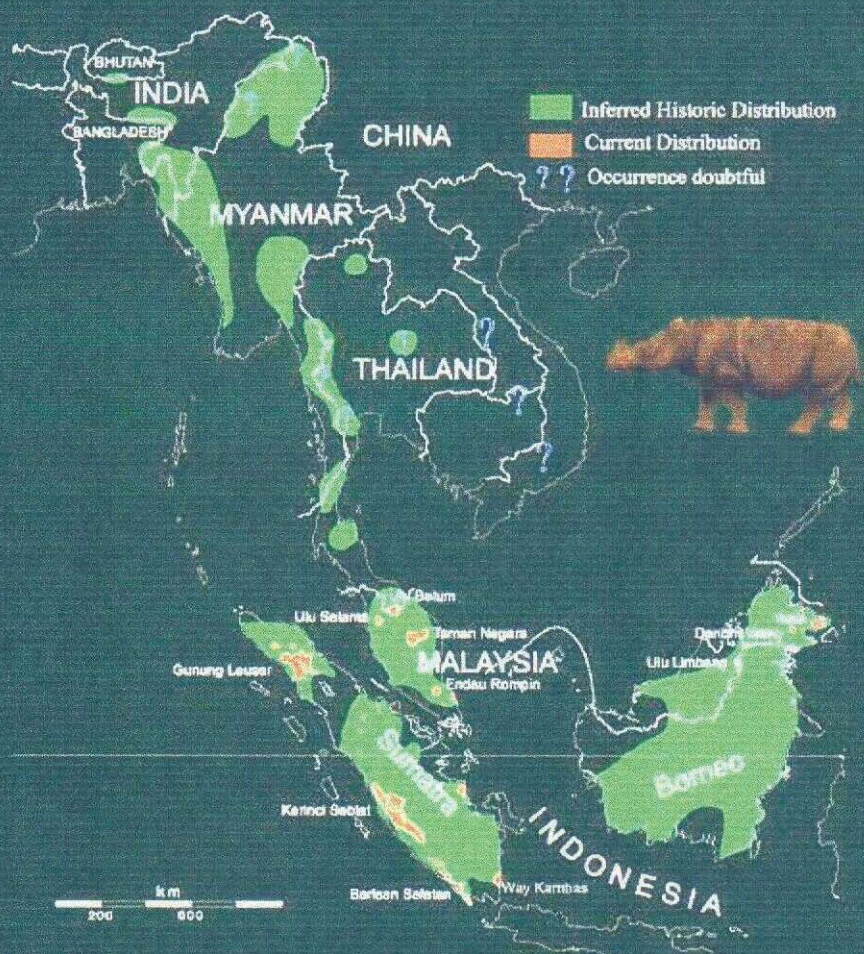 BHUTAN
INDIA
BANGLADESH
CHINA
MYANMAR
Inferred Historic Distribution
Current Distribution
? ? Occurrence doubtful
?
THAILAND
?
?
Belum
Ulu Selama
Taman Negara
MALAYSIA
Endau Rompin
Gunung Leuser
Ulu Limbang
Sumatra
Borneo
Kerinci Seblat
INDONESIA
Barisan Selatan
Way Kambas
km
200
600